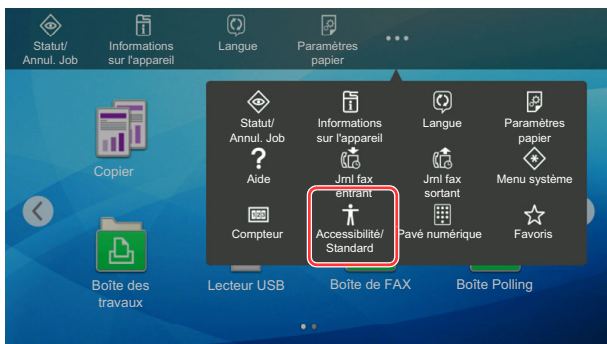 Statut/ Informations Langue Paramètres
Annul. Job sur l'appareil papier
Statut/ Informations Langue Paramètres
Annul. Job sur l'appareil papier
Aide Jrnl fax Jrnl fax Menu système
entrant sortant
Compteur Accessibilité/ Pavé numérique Favoris
Standard
Copier
Boîte des Lecteur USB Boîte de FAX Boîte Polling
travaux